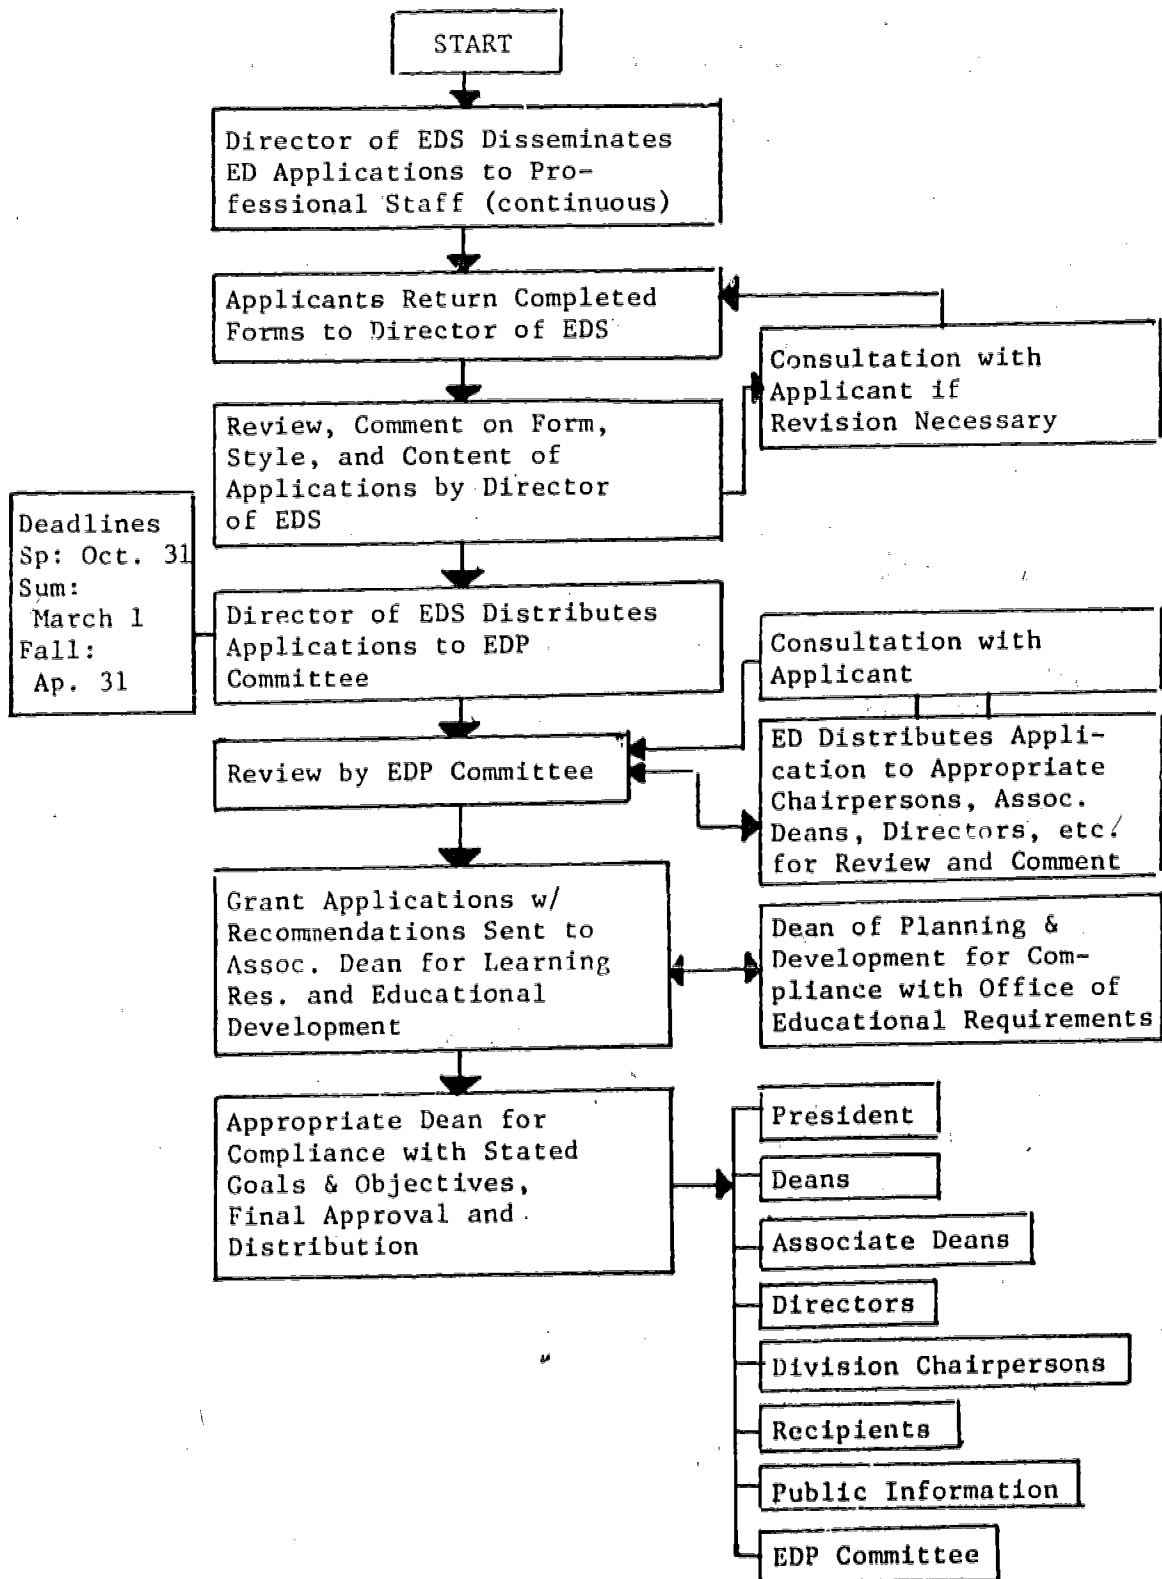 START
Director of EDS Disseminates
ED Applications to Pro-
fessional Staff (continuous)
Applicants Return Completed
Forms to Director of EDS
Consultation with
Applicant if
Revision Necessary
Review, Comment on Form,
Style, and Content of
Applications by Director
of EDS
Deadlines
Sp: Oct. 31
Sum:
March 1
Fall:
Ap. 31
Director of EDS Distributes
Applications to EDP
Committee
Consultation with
Applicant
Review by EDP Committee
ED Distributes Appli-
cation to Appropriate
Chairpersons, Assoc.
Deans, Directors, etc.
for Review and Comment
Grant Applications w/
Recommendations Sent to
Assoc. Dean for Learning
Res. and Educational
Development
Dean of Planning &
Development for Com-
pliance with Office of
Educational Requirements
Appropriate Dean for
Compliance with Stated
Goals & Objectives,
Final Approval and
Distribution
President
Deans
Associate Deans
Directors
Division Chairpersons
Recipients
Public Information
EDP Committee